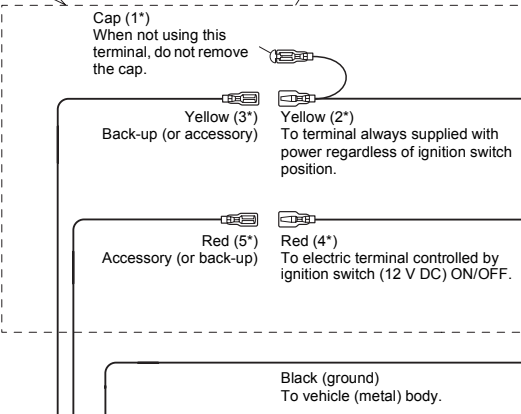 Cap (1*)
When not using this
terminal, do not remove
the cap.
Yellow (3*)
Back-up (or accessory)
Yellow (2*)
To terminal always supplied with
power regardless of ignition switch
position.
Red (5*)
Accessory (or back-up)
Red (4*)
To electric terminal controlled by
ignition switch (12 V DC) ON/OFF.
Black (ground)
To vehicle (metal) body.